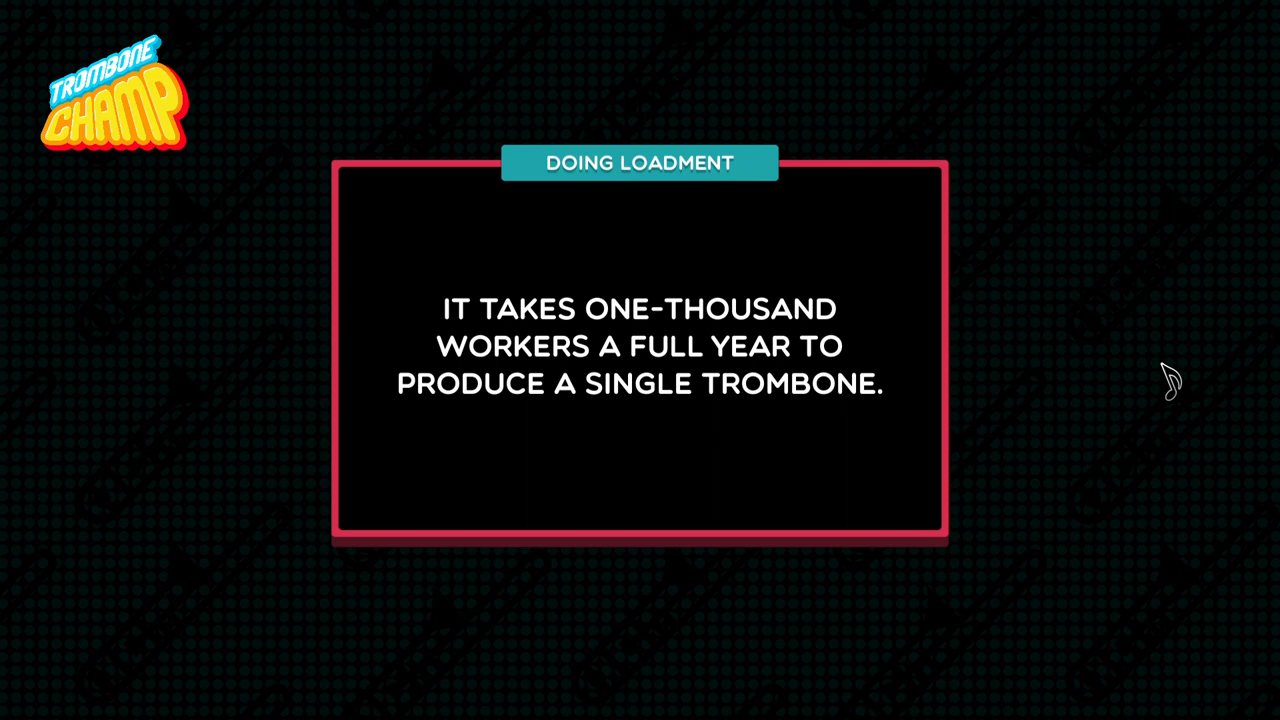 TROMBONE
CHAMP
DOING LOADMENT
IT TAKES ONE-THOUSAND
WORKERS A FULL YEAR TO
PRODUCE A SINGLE TROMBONE.